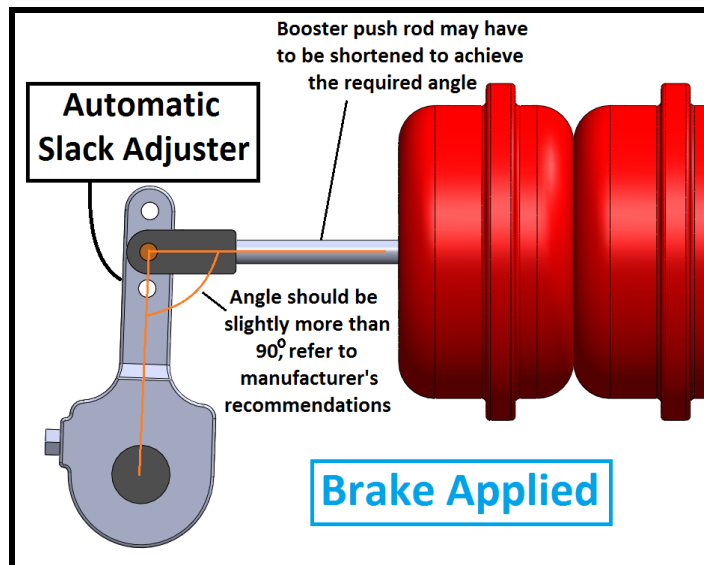 Booster push rod may have
to be shortened to achieve
the required angle
Automatic
Slack Adjuster
Angle should be
slightly more than
90°, refer to
manufacturer's
recommendations
Brake Applied